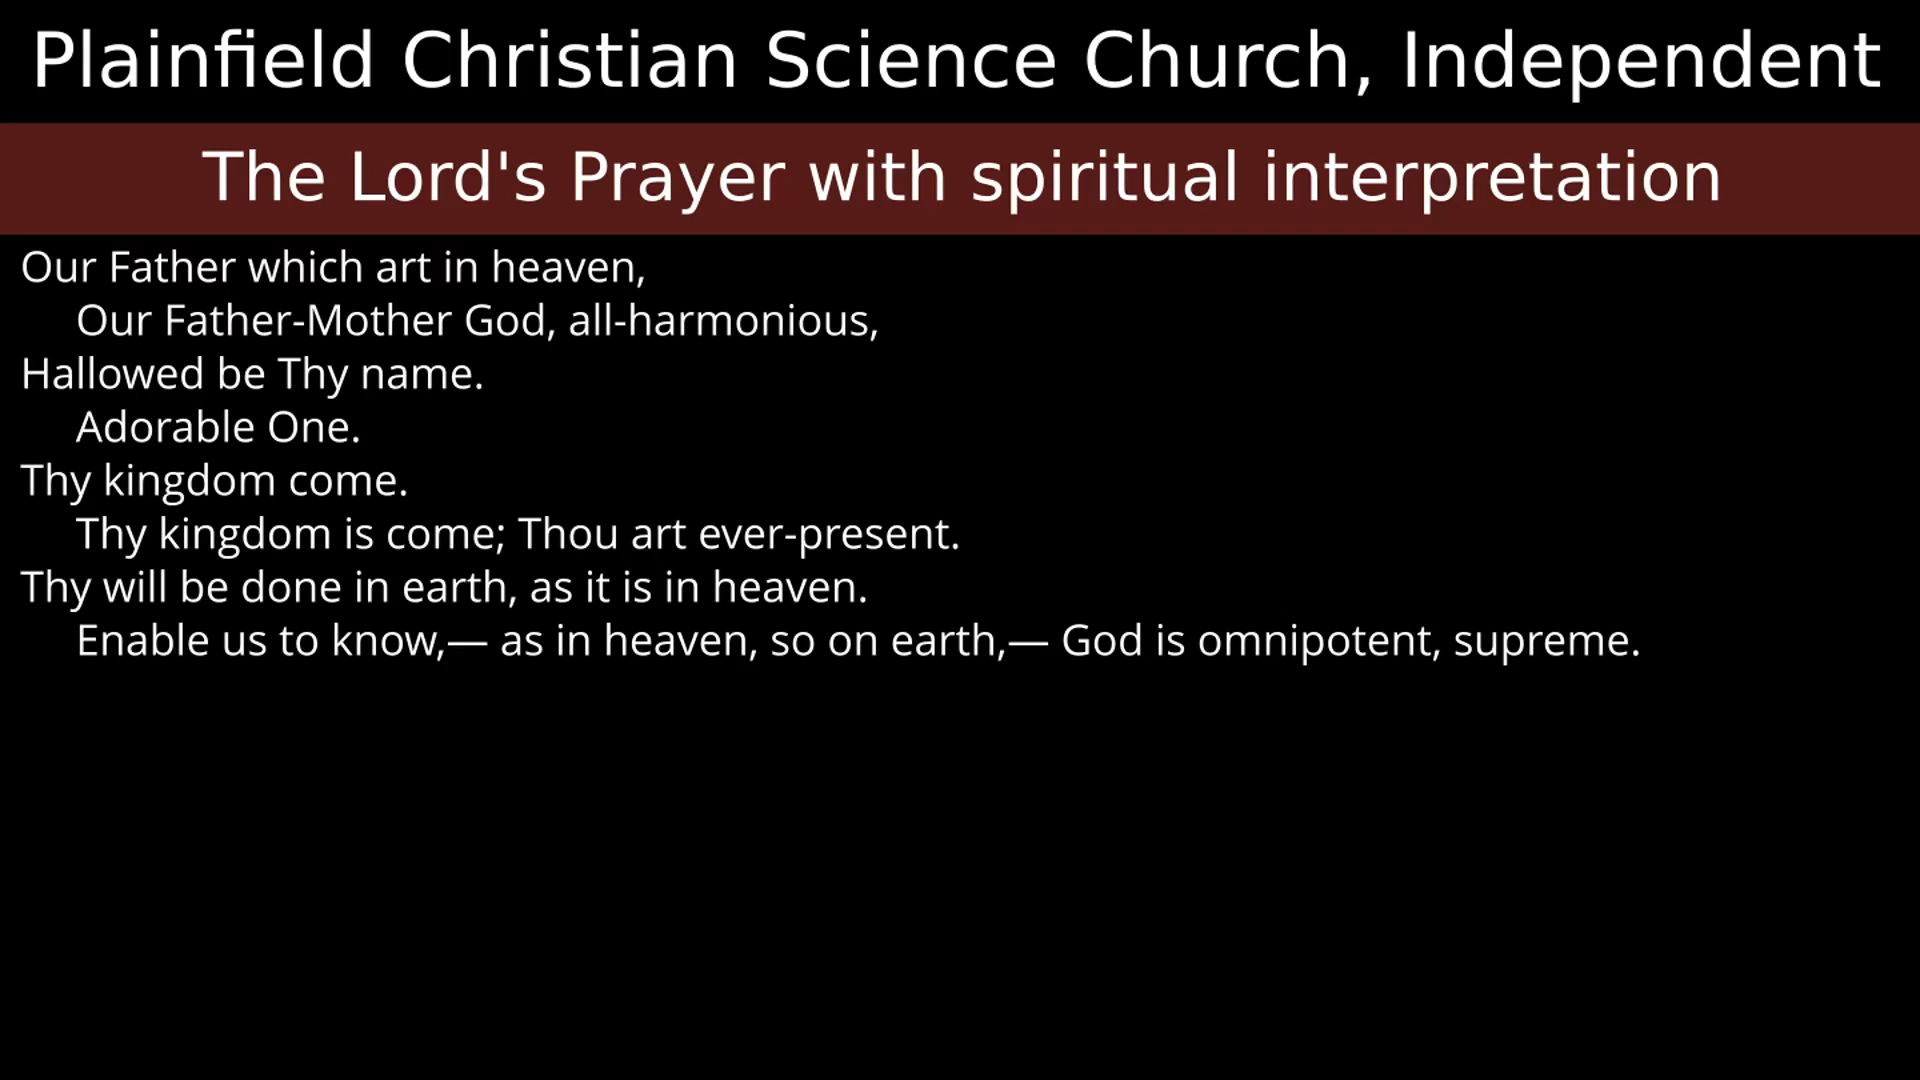 Plainfield Christian Science Church, Independent
The Lord's Prayer with spiritual interpretation
Our Father which art in heaven,
Our Father-Mother God, all-harmonious,
Hallowed be Thy name.
Adorable One.
Thy kingdom come.
Thy kingdom is come; Thou art ever-present.
Thy will be done in earth, as it is in heaven.
Enable us to know,— as in heaven, so on earth,— God is omnipotent, supreme.